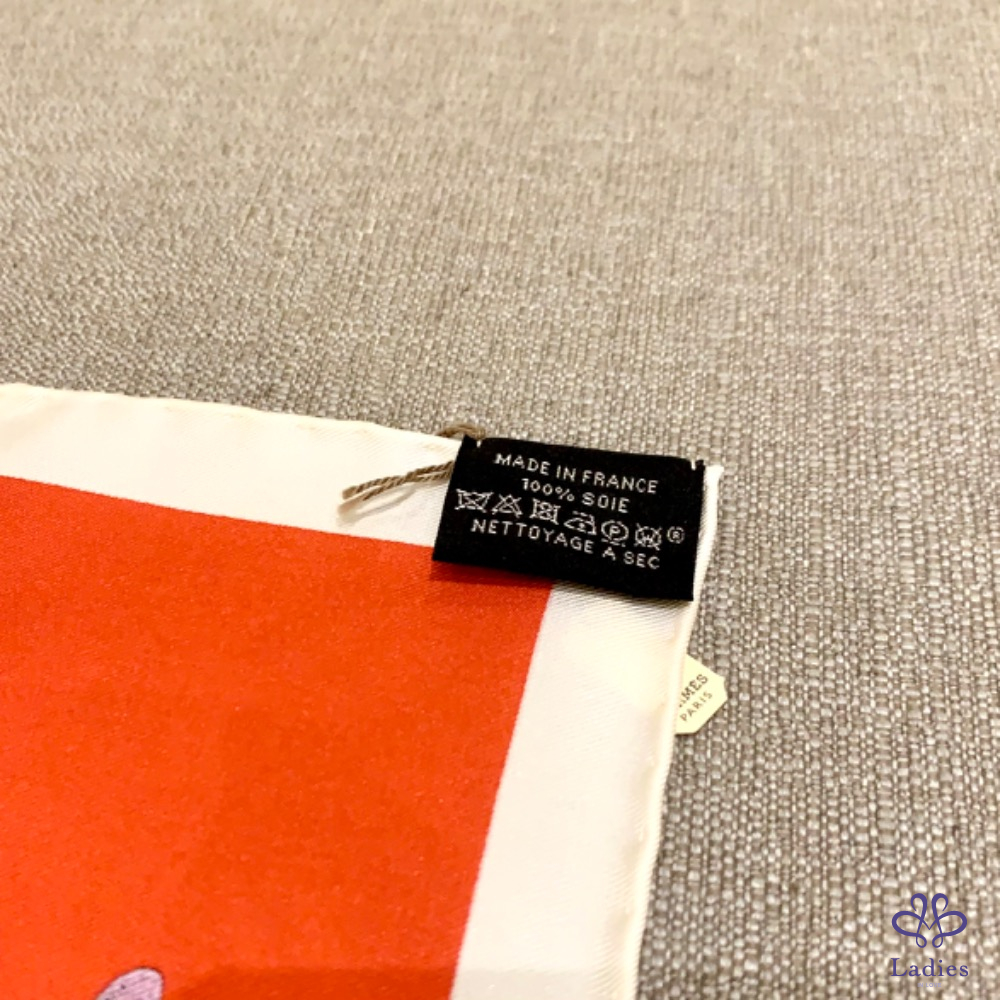 MADE IN FRANCE
100% SOIE
P W ®
NETTOYAGE A SEC
PARIS
Ladies